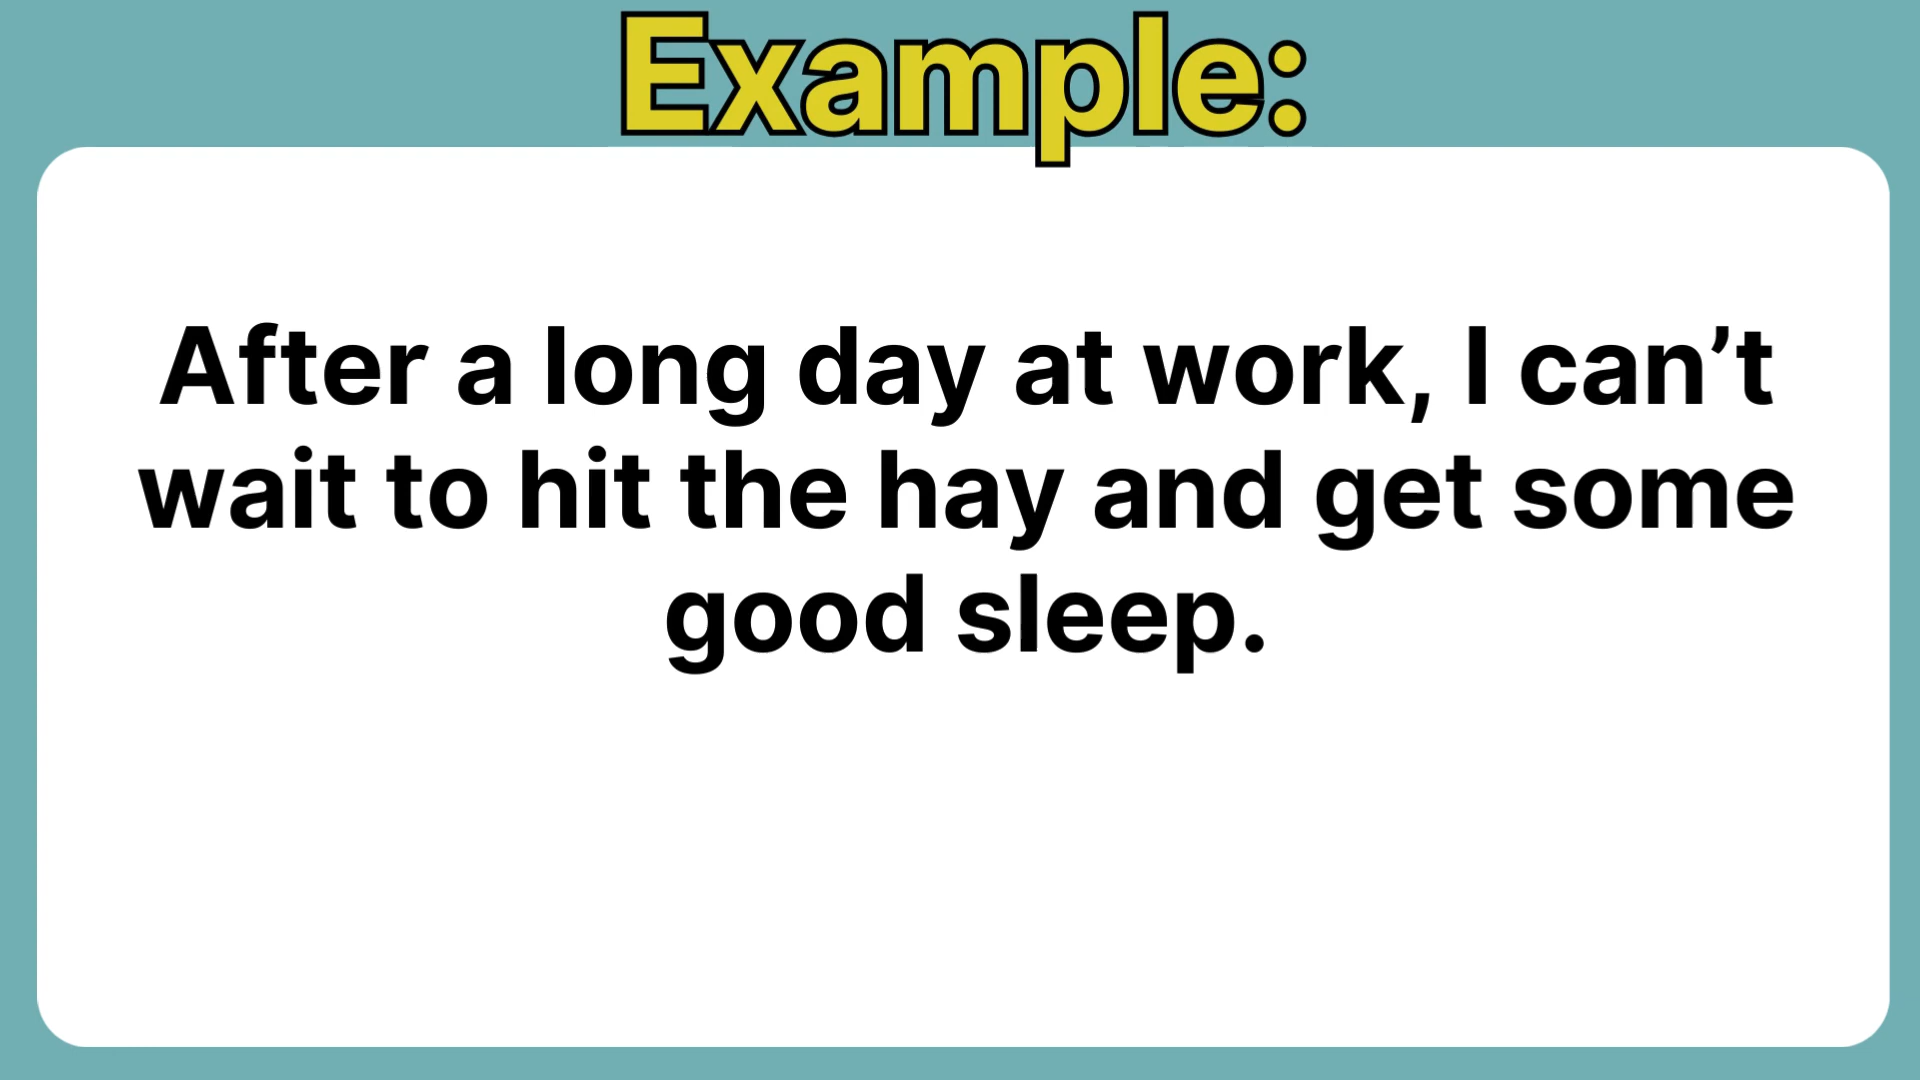 Example:
After a long day at work, I can’t
wait to hit the hay and get some
good sleep.